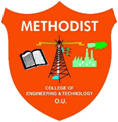 METHODIST
COLLEGE OF
ENGINEERING & TECHNOLOGY
O.U.